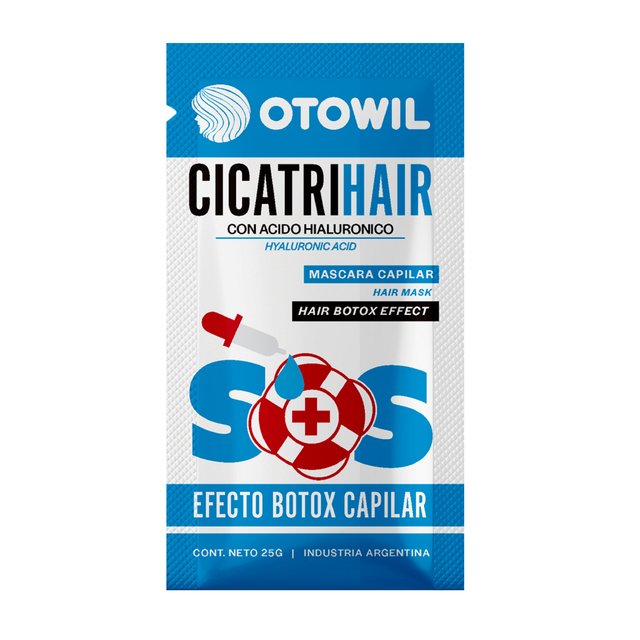 OTOWIL
CICATRIHAIR
CON ACIDO HIALURONICO
HYALURONIC ACID
MASCARA CAPILAR
HAIR MASK
HAIR BOTOX EFFECT
SOS
EFECTO BOTOX CAPILAR
CONT. NETO 25G | INDUSTRIA ARGENTINA